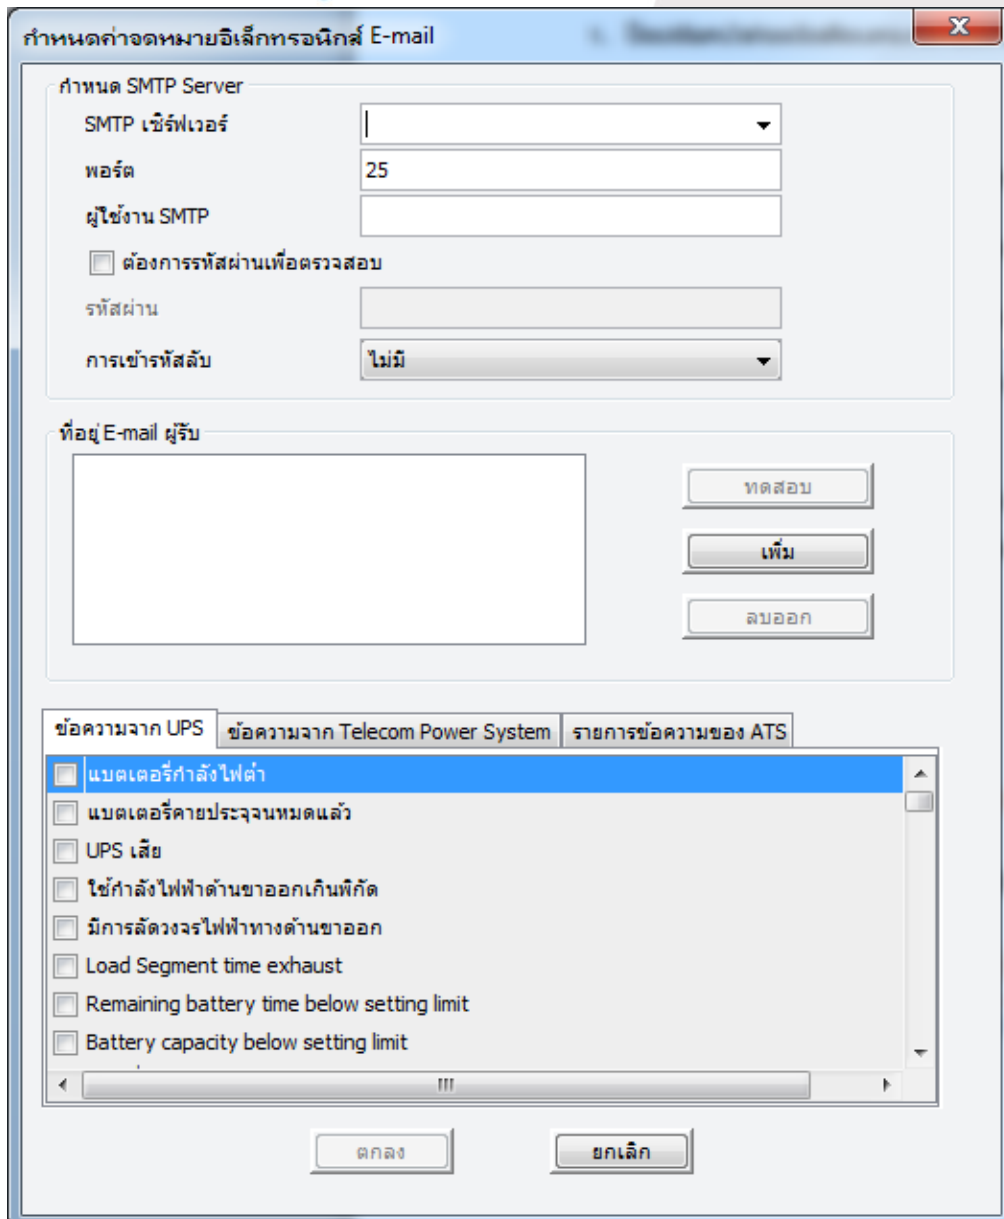 กำหนดค่าจดหมายอิเล็กทรอนิกส์ E-mail
กำหนด SMTP Server
SMTP เซิร์ฟเวอร์
พอร์ต 25
ผู้ใช้งาน SMTP
ต้องการรหัสผ่านเพื่อตรวจสอบ
รหัสผ่าน
การเข้ารหัสลับ ไม่มี
ที่อยู่ E-mail ผู้รับ
ทดสอบ
เพิ่ม
ลบออก
ข้อความจาก UPS ข้อความจาก Telecom Power System รายการข้อความของ ATS
แบตเตอรี่กำลังไฟต่ำ
แบตเตอรี่คายประจุจนหมดแล้ว
UPS เสีย
ใช้กำลังไฟฟ้าด้านขาออกเกินพิกัด
มีการลัดวงจรไฟฟ้าทางด้านขาออก
Load Segment time exhaust
Remaining battery time below setting limit
Battery capacity below setting limit
ตกลง ยกเลิก